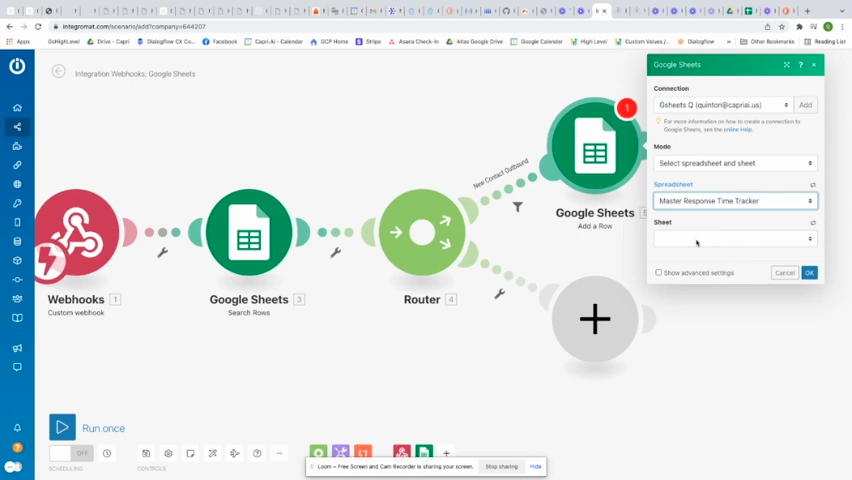 integromat.com/scenario/add?company=644207
Apps
GoHighLevel
Drive - Capri
Dialogflow CX Co...
Facebook
Capri.Ai - Calendar
GCP Home
Stripe
Asana Check-In
Atlas Google Drive
Google Calendar
High Level
Custom Values /...
Dialogflow
Other Bookmarks
Reading List
Integration Webhooks, Google Sheets
Google Sheets
Connection
Gsheets Q (quinton@capriai.us)
Add
For more information on how to create a connection to
Google Sheets, see the online Help.
Mode
Select spreadsheet and sheet
Spreadsheet
Master Response Time Tracker
Sheet
Show advanced settings
Cancel
OK
1
New Contact Outbound
Google Sheets
Add a Row
Webhooks 1
Custom webhook
Google Sheets 3
Search Rows
Router 4
Run once
OFF
SCHEDULING
CONTROLS
Loom – Free Screen and Cam Recorder is sharing your screen.
Stop sharing
Hide